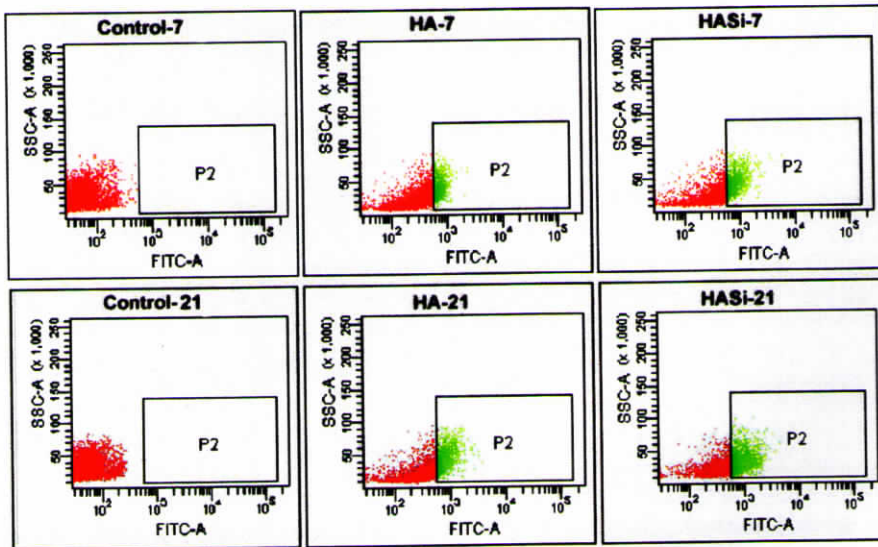 Control-7
SSC-A (x 1,000)
250
200
150
100
50
P2
10² 10³ 10⁴ 10⁵
FITC-A
HA-7
SSC-A (x 1,000)
250
200
150
100
50
P2
10² 10³ 10⁴ 10⁵
FITC-A
HASi-7
SSC-A (x 1,000)
250
200
150
100
50
P2
10² 10³ 10⁴ 10⁵
FITC-A
Control-21
SSC-A (x 1,000)
250
200
150
100
50
P2
10² 10³ 10⁴ 10⁵
FITC-A
HA-21
SSC-A (x 1,000)
250
200
150
100
50
P2
10² 10³ 10⁴ 10⁵
FITC-A
HASi-21
SSC-A (x 1,000)
250
200
150
100
50
P2
10² 10³ 10⁴ 10⁵
FITC-A